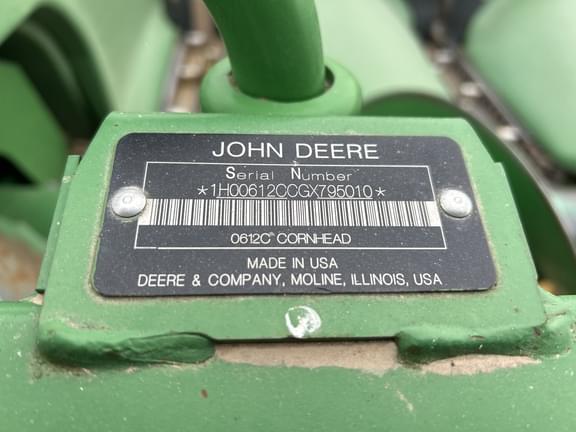 JOHN DEERE
Serial Number
*1H00612CCGX795010*
0612C CORNHEAD
MADE IN USA
DEERE & COMPANY, MOLINE, ILLINOIS, USA